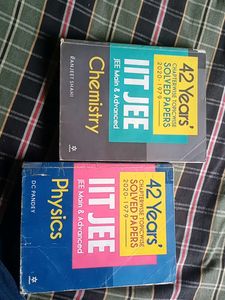 42 Years'
CHAPTERWISE TOPICWISE
SOLVED PAPERS
2020-1979
IIT JEE
JEE Main & Advanced
Chemistry
RANJEET SHAHI
42 Years'
CHAPTERWISE TOPICWISE
SOLVED PAPERS
2020-1979
IIT JEE
JEE Main & Advanced
Physics
DC PANDEY